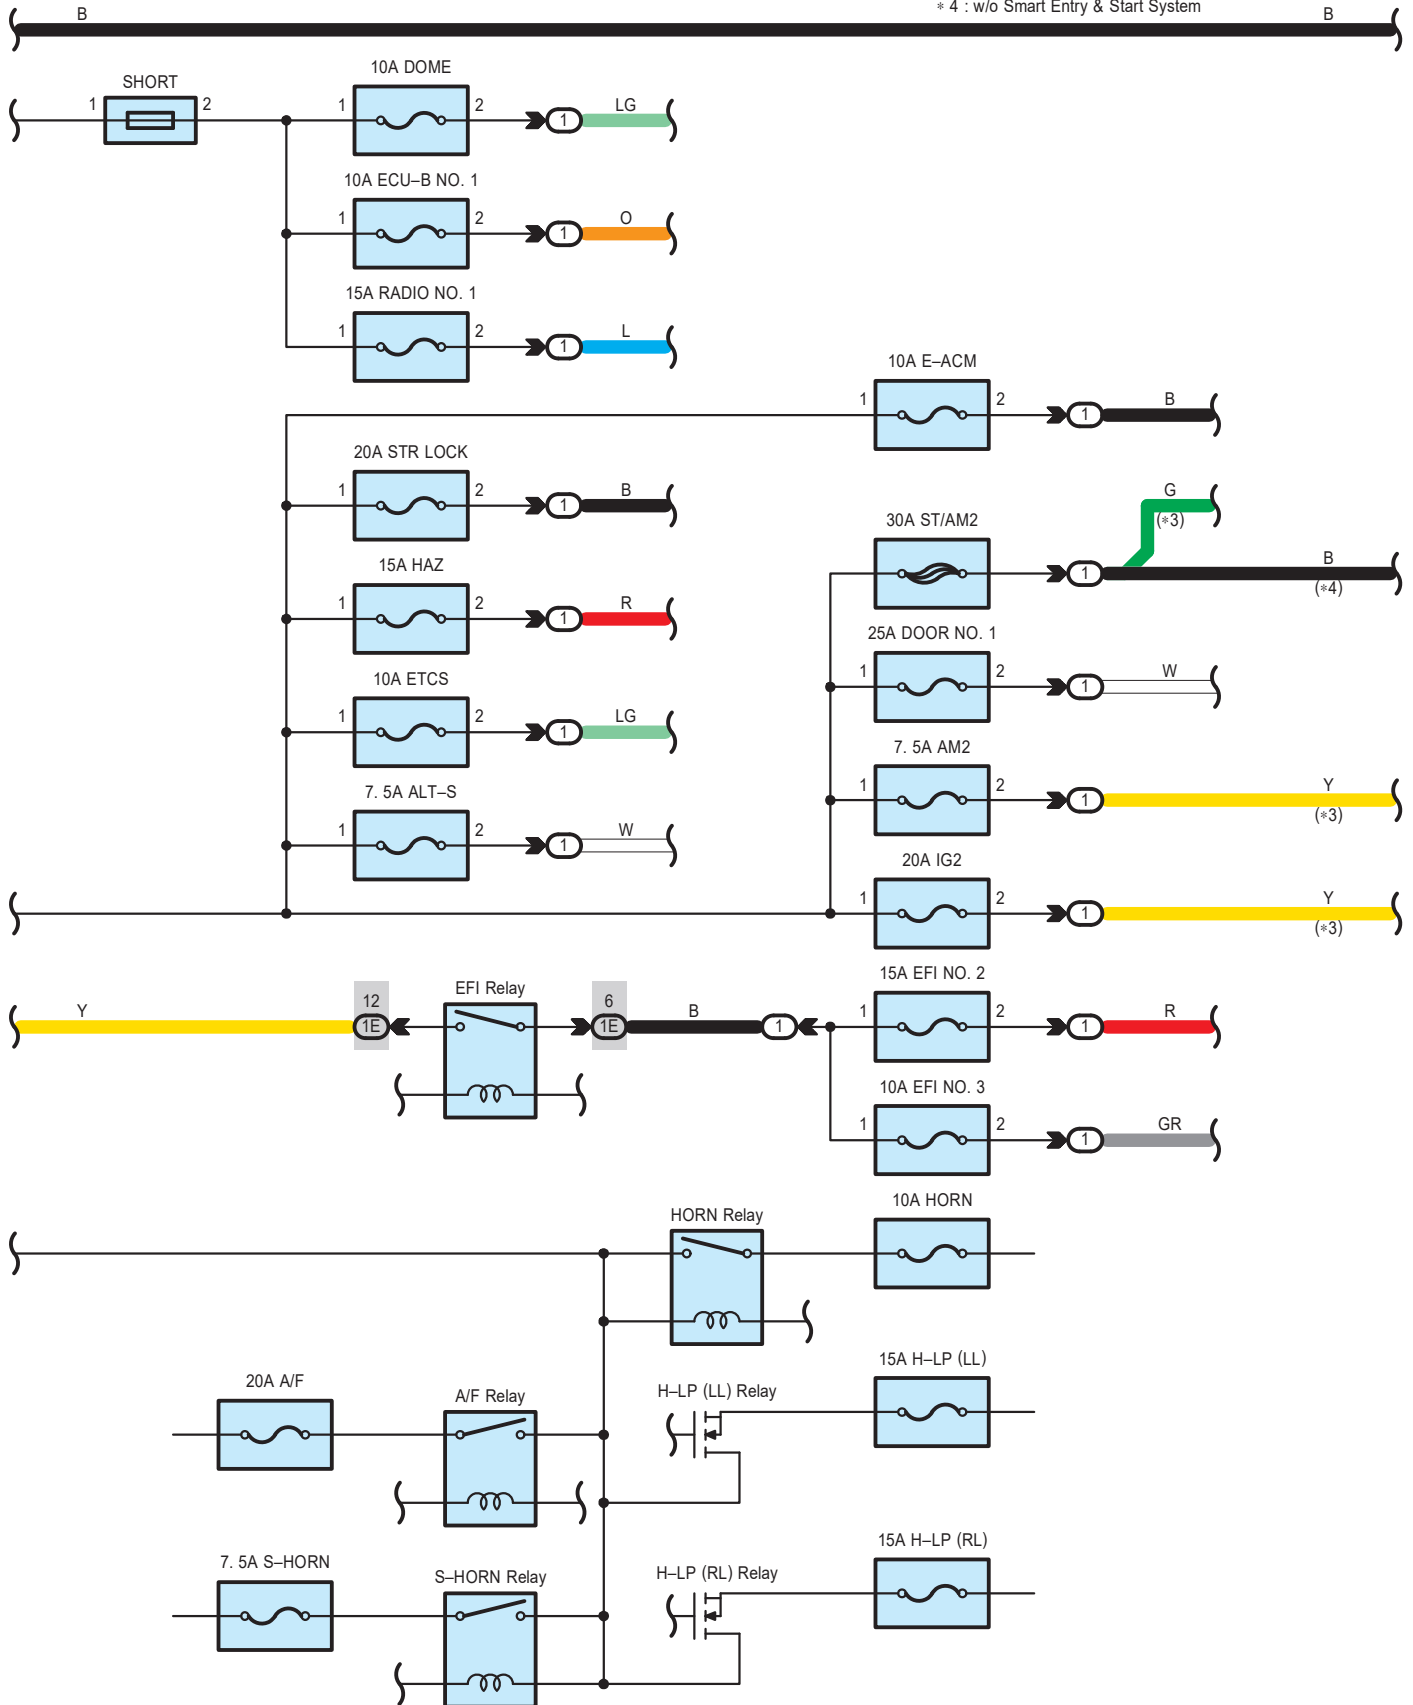 ∗ 4 : w/o Smart Entry & Start System
B B
10A DOME
SHORT
1 2 1 2 1 LG
10A ECU–B NO. 1
1 2 1 O
15A RADIO NO. 1
1 2 1 L
10A E–ACM
1 2 1 B
20A STR LOCK
1 2 1 B
G
(∗3)
30A ST/AM2
1 B
(∗4)
15A HAZ
1 2 1 R
25A DOOR NO. 1
1 2 1 W
10A ETCS
1 2 1 LG
7. 5A AM2
1 2 1 Y
(∗3)
7. 5A ALT–S
1 2 1 W
20A IG2
1 2 1 Y
(∗3)
15A EFI NO. 2
EFI Relay
Y 12 1E 6 1E B 1 1 2 1 R
10A EFI NO. 3
1 2 1 GR
10A HORN
HORN Relay
15A H–LP (LL)
20A A/F
A/F Relay
H–LP (LL) Relay
15A H–LP (RL)
7. 5A S–HORN
S–HORN Relay
H–LP (RL) Relay